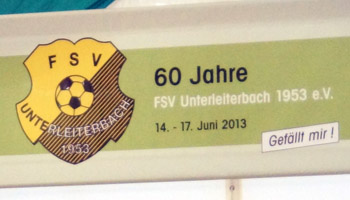 FSV
UNTERLEITERBACH
1953
60 Jahre
FSV Unterleiterbach 1953 e.V.
14. - 17. Juni 2013
Gefällt mir !